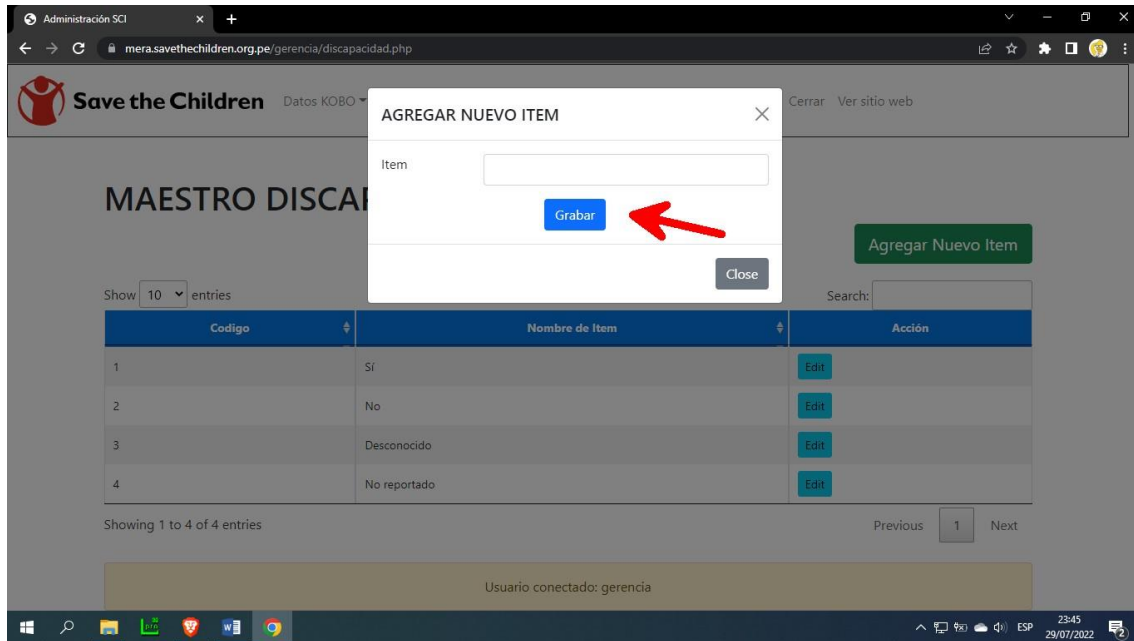 Administración SCI
mera.savethechildren.org.pe/gerencia/discapacidad.php
Save the Children Datos KOBO Cerrar Ver sitio web
AGREGAR NUEVO ITEM
Item
MAESTRO DISCAP
Grabar
Agregar Nuevo Item
Close
Show 10 entries Search:
Codigo Nombre de Item Acción
1 Sí Edit
2 No Edit
3 Desconocido Edit
4 No reportado Edit
Showing 1 to 4 of 4 entries Previous 1 Next
Usuario conectado: gerencia
ESP 23:45
29/07/2022 2